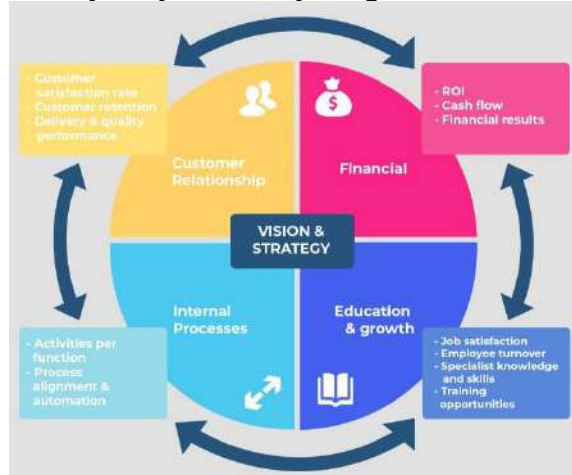 - Customer
satisfaction rate
- Customer retention
- Delivery & quality
performance
- ROI
- Cash flow
- Financial results
$
Customer
Relationship
Financial
VISION &
STRATEGY
Internal
Processes
Education
& growth
- Activities per
function
- Process
alignment &
automation
- Job satisfaction
- Employee turnover
- Specialist knowledge
and skills
- Training
opportunities